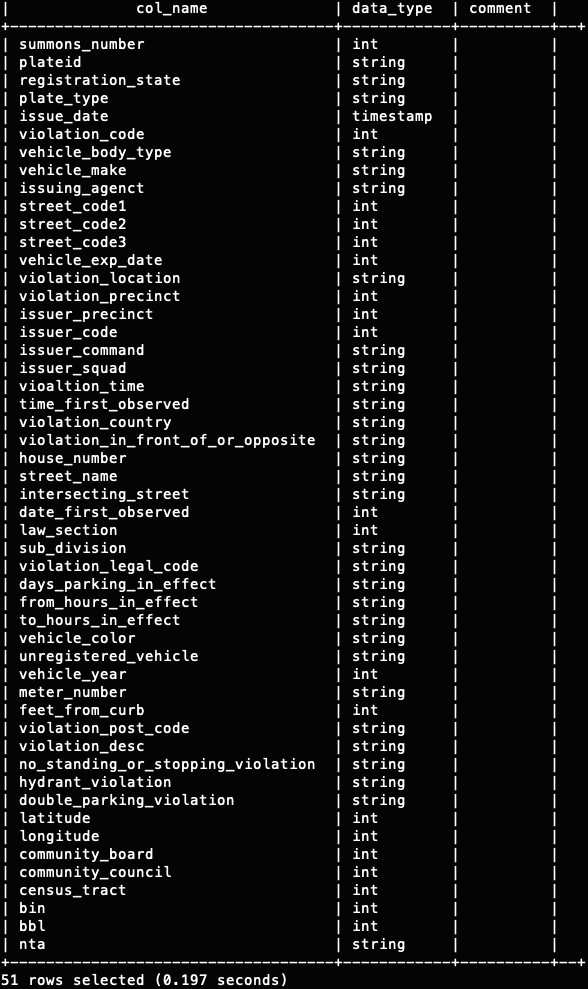 |              col_name              | data_type | comment  |
+------------------------------------+-----------+----------+--+
| summons_number                     | int       |          |
| plateid                            | string    |          |
| registration_state                 | string    |          |
| plate_type                         | string    |          |
| issue_date                         | timestamp |          |
| violation_code                     | int       |          |
| vehicle_body_type                  | string    |          |
| vehicle_make                       | string    |          |
| issuing_agenct                     | string    |          |
| street_code1                       | int       |          |
| street_code2                       | int       |          |
| street_code3                       | int       |          |
| vehicle_exp_date                   | int       |          |
| violation_location                 | string    |          |
| violation_precinct                 | int       |          |
| issuer_precinct                    | int       |          |
| issuer_code                        | int       |          |
| issuer_command                     | string    |          |
| issuer_squad                       | string    |          |
| vioaltion_time                     | string    |          |
| time_first_observed                | string    |          |
| violation_country                  | string    |          |
| violation_in_front_of_or_opposite  | string    |          |
| house_number                       | string    |          |
| street_name                        | string    |          |
| intersecting_street                | string    |          |
| date_first_observed                | int       |          |
| law_section                        | int       |          |
| sub_division                       | string    |          |
| violation_legal_code               | string    |          |
| days_parking_in_effect             | string    |          |
| from_hours_in_effect               | string    |          |
| to_hours_in_effect                 | string    |          |
| vehicle_color                      | string    |          |
| unregistered_vehicle               | string    |          |
| vehicle_year                       | int       |          |
| meter_number                       | string    |          |
| feet_from_curb                     | int       |          |
| violation_post_code                | string    |          |
| violation_desc                     | string    |          |
| no_standing_or_stopping_violation  | string    |          |
| hydrant_violation                  | string    |          |
| double_parking_violation           | string    |          |
| latitude                           | int       |          |
| longitude                          | int       |          |
| community_board                    | int       |          |
| community_council                  | int       |          |
| census_tract                       | int       |          |
| bin                                | int       |          |
| bbl                                | int       |          |
| nta                                | string    |          |
+------------------------------------+-----------+----------+--+
51 rows selected (0.197 seconds)